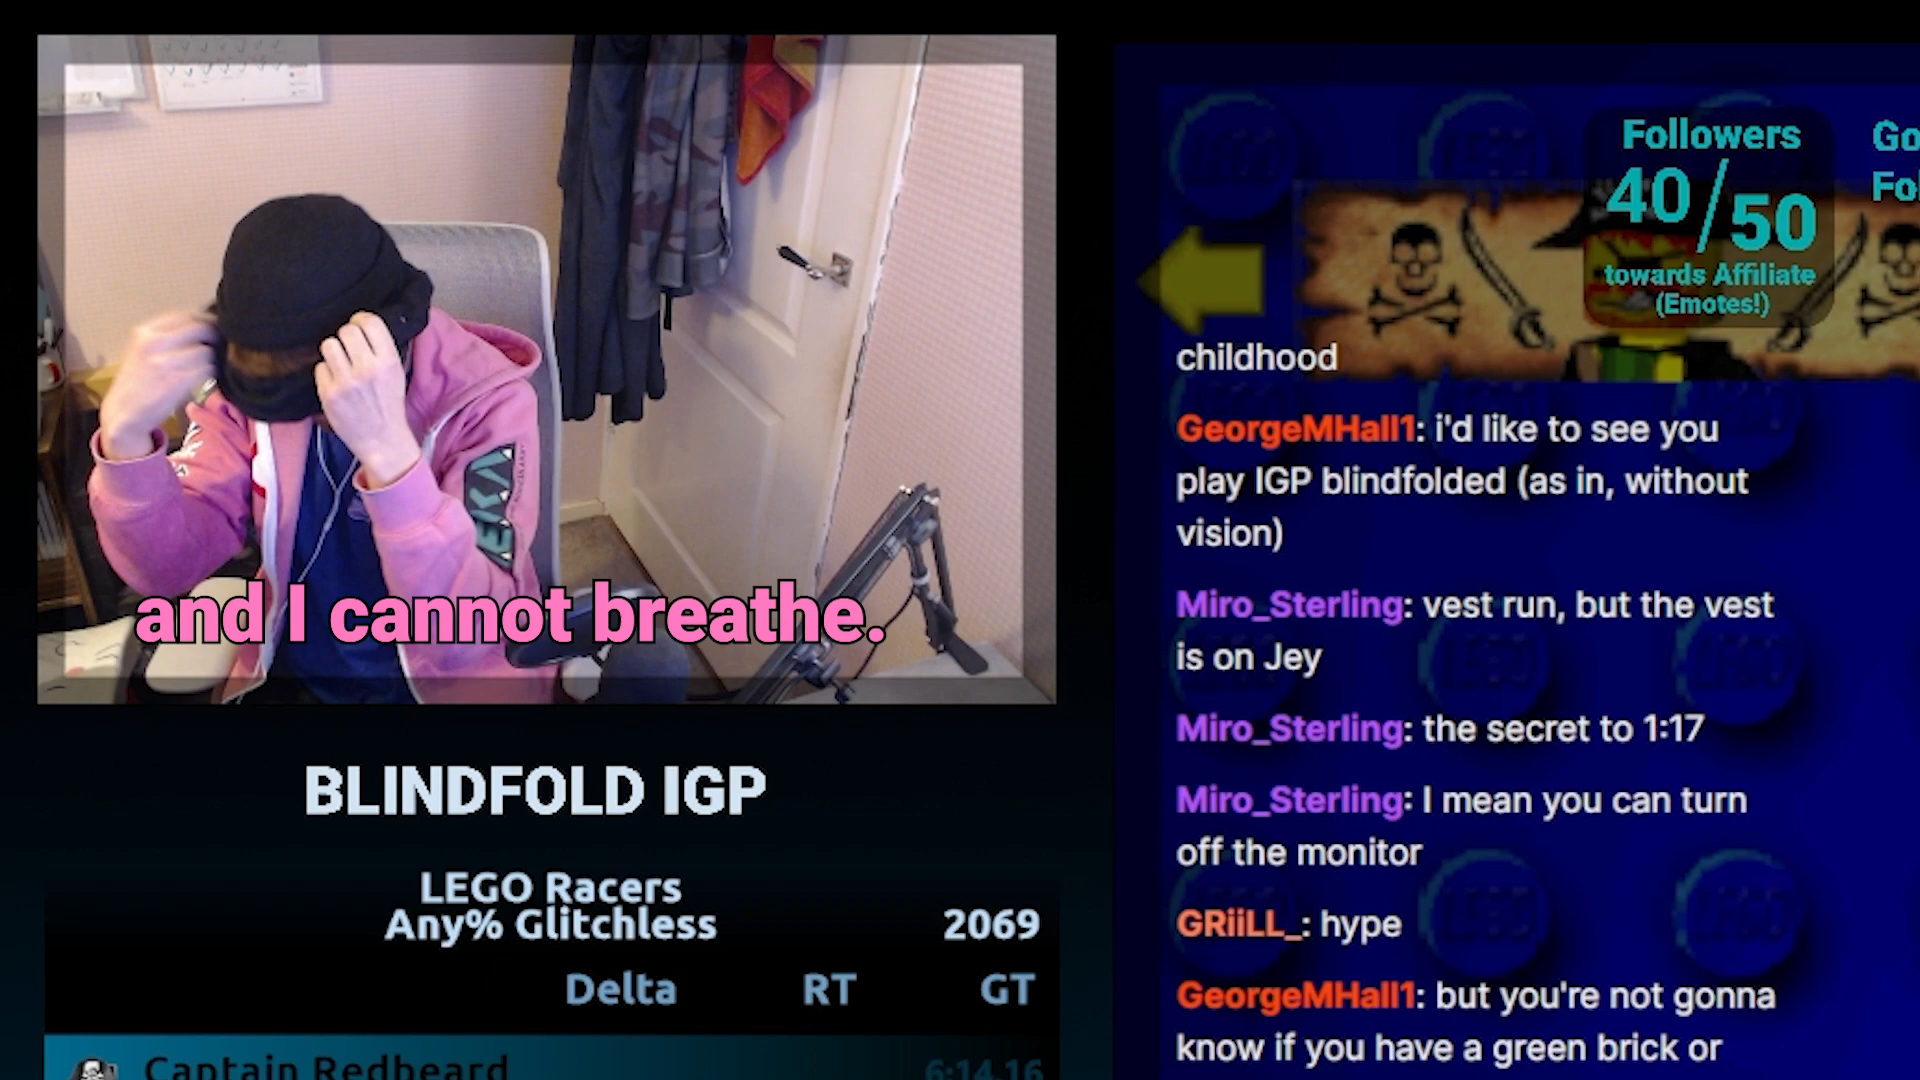 and I cannot breathe.
BLINDFOLD IGP
LEGO Racers
Any% Glitchless
2069
Delta RT GT
Captain Redbeard 6:14.16
Followers
40/50
towards Affiliate
(Emotes!)
childhood
GeorgeMHall1: i'd like to see you
play IGP blindfolded (as in, without
vision)
Miro_Sterling: vest run, but the vest
is on Jey
Miro_Sterling: the secret to 1:17
Miro_Sterling: I mean you can turn
off the monitor
GRiiLL_: hype
GeorgeMHall1: but you're not gonna
know if you have a green brick or